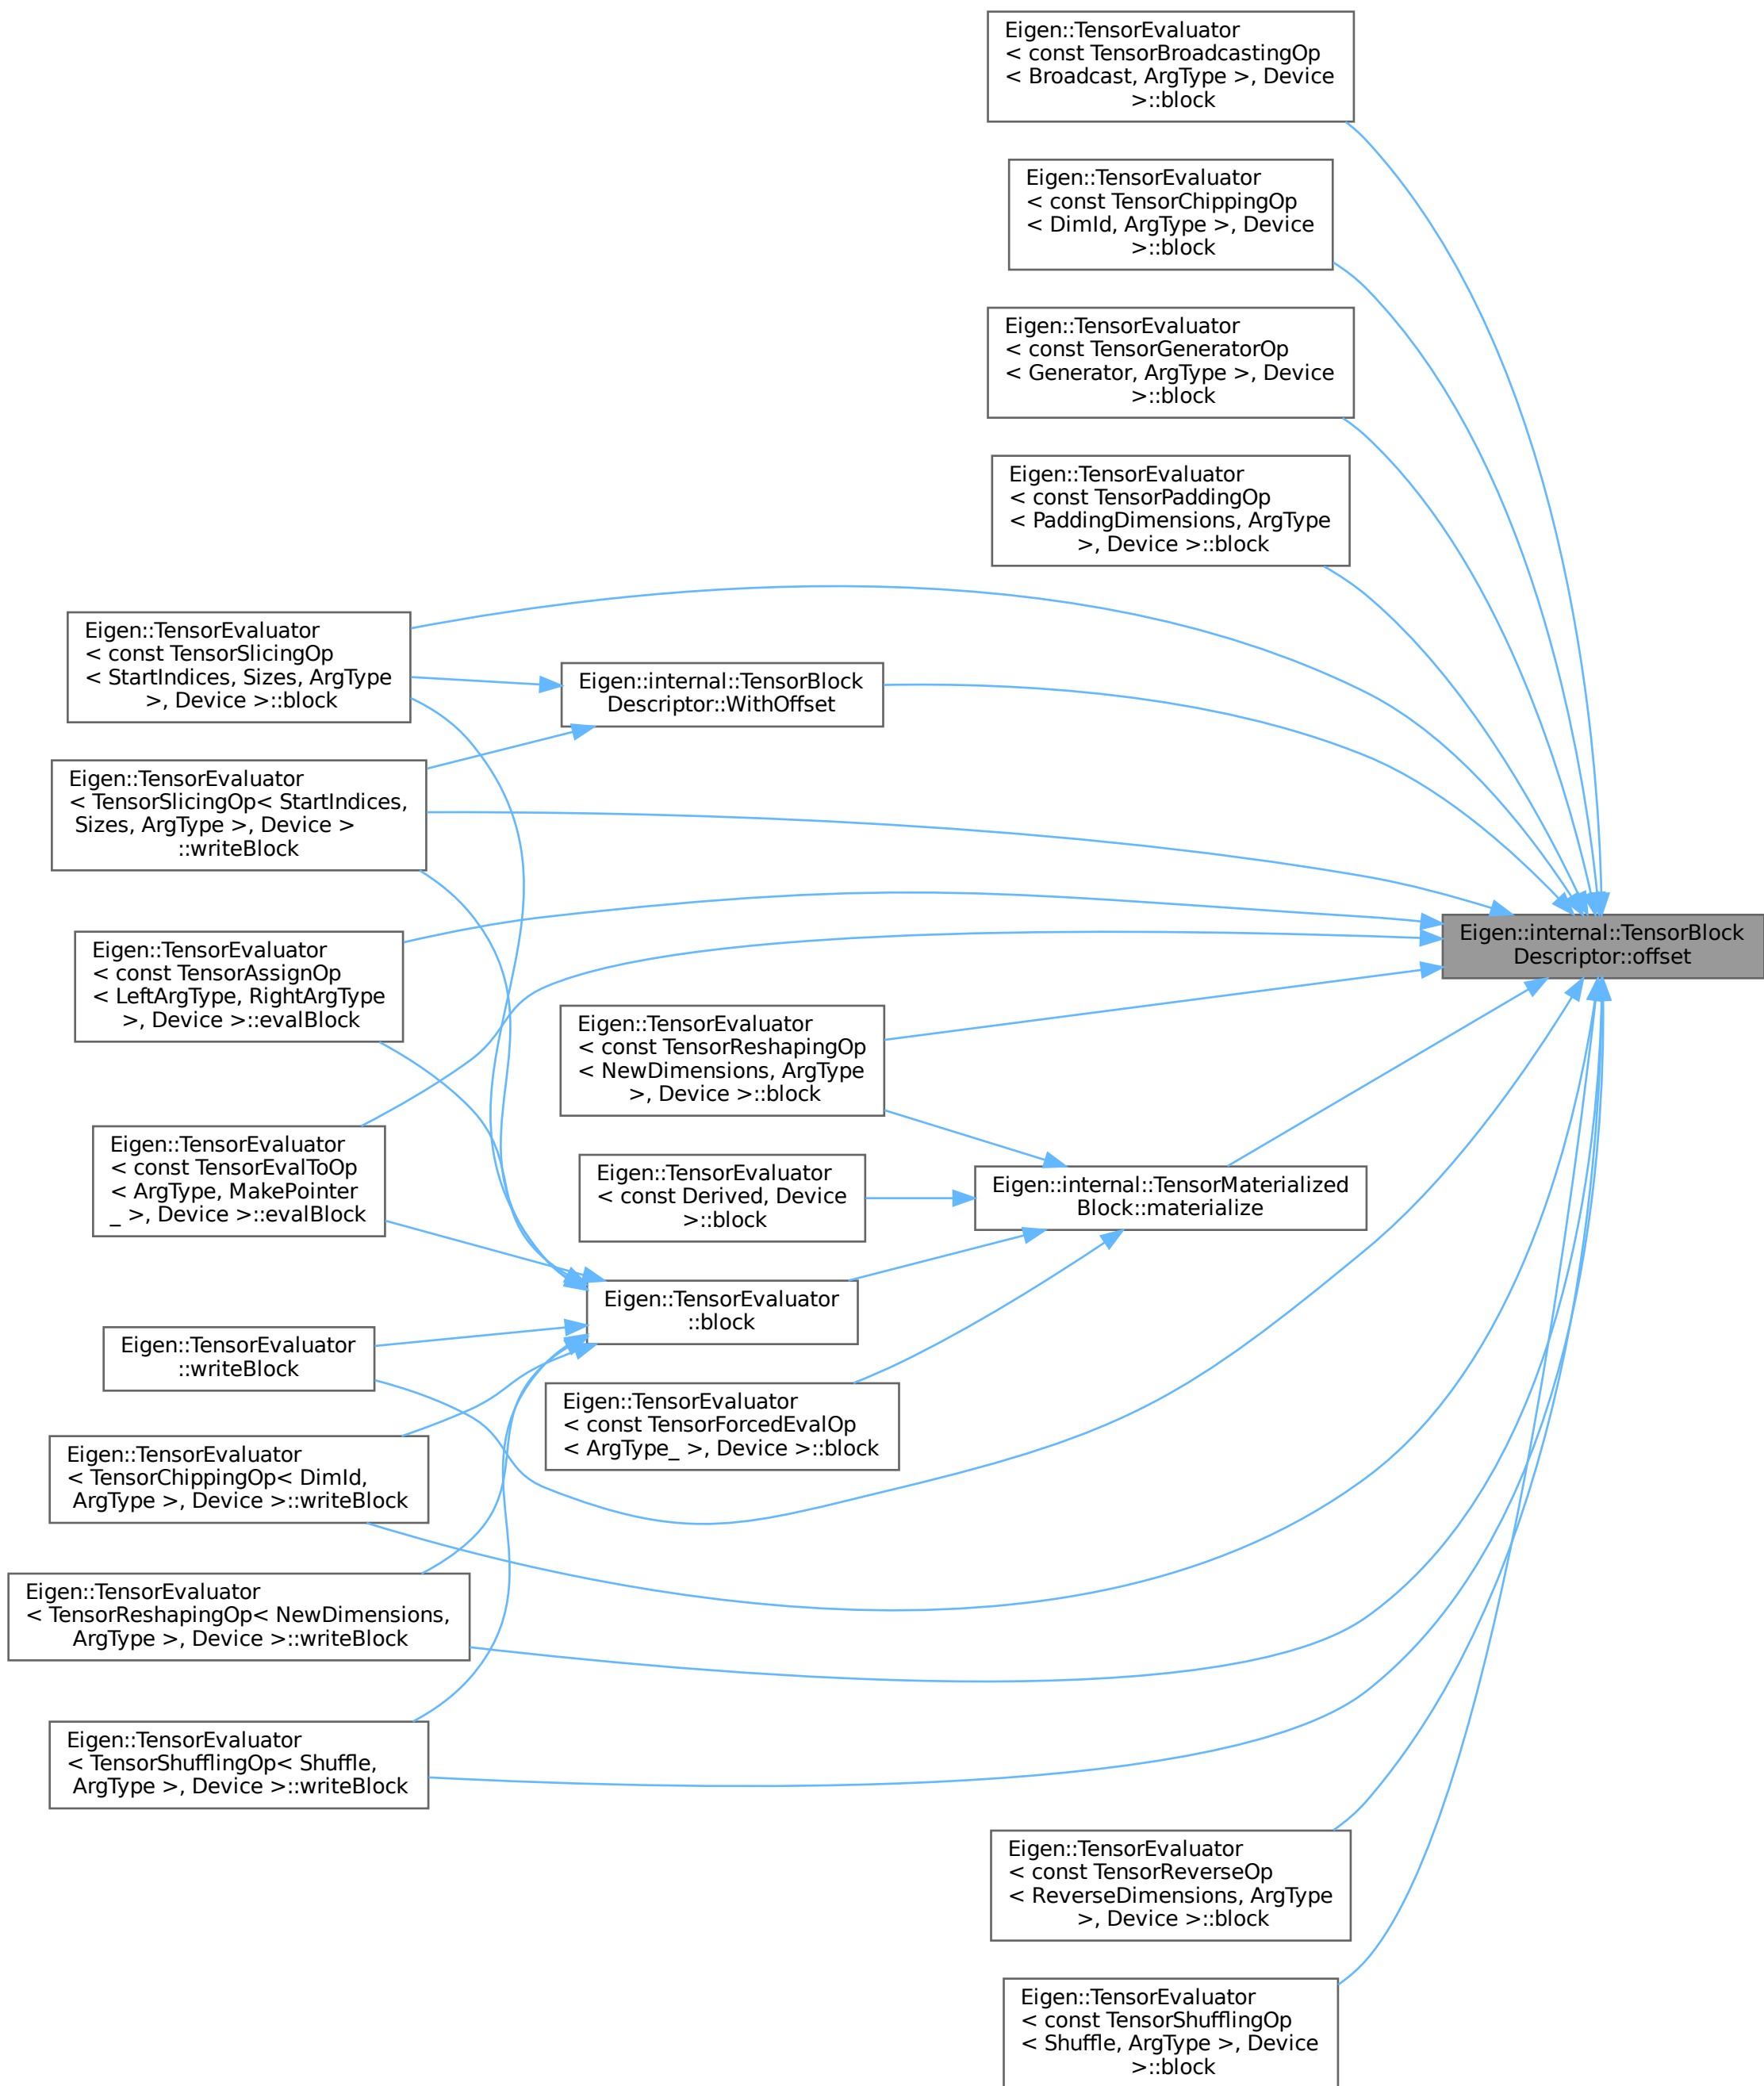 Eigen::TensorEvaluator
< const TensorBroadcastingOp
< Broadcast, ArgType >, Device
>::block
Eigen::TensorEvaluator
< const TensorChippingOp
< DimId, ArgType >, Device
>::block
Eigen::TensorEvaluator
< const TensorGeneratorOp
< Generator, ArgType >, Device
>::block
Eigen::TensorEvaluator
< const TensorPaddingOp
< PaddingDimensions, ArgType
>, Device >::block
Eigen::TensorEvaluator
< const TensorSlicingOp
< StartIndices, Sizes, ArgType
>, Device >::block
Eigen::internal::TensorBlock
Descriptor::WithOffset
Eigen::TensorEvaluator
< TensorSlicingOp< StartIndices,
Sizes, ArgType >, Device >
::writeBlock
Eigen::internal::TensorBlock
Descriptor::offset
Eigen::TensorEvaluator
< const TensorAssignOp
< LeftArgType, RightArgType
>, Device >::evalBlock
Eigen::TensorEvaluator
< const TensorReshapingOp
< NewDimensions, ArgType
>, Device >::block
Eigen::TensorEvaluator
< const TensorEvalToOp
< ArgType, MakePointer
_ >, Device >::evalBlock
Eigen::TensorEvaluator
< const Derived, Device
>::block
Eigen::internal::TensorMaterialized
Block::materialize
Eigen::TensorEvaluator
::block
Eigen::TensorEvaluator
::writeBlock
Eigen::TensorEvaluator
< const TensorForcedEvalOp
< ArgType_ >, Device >::block
Eigen::TensorEvaluator
< TensorChippingOp< DimId,
ArgType >, Device >::writeBlock
Eigen::TensorEvaluator
< TensorReshapingOp< NewDimensions,
ArgType >, Device >::writeBlock
Eigen::TensorEvaluator
< TensorShufflingOp< Shuffle,
ArgType >, Device >::writeBlock
Eigen::TensorEvaluator
< const TensorReverseOp
< ReverseDimensions, ArgType
>, Device >::block
Eigen::TensorEvaluator
< const TensorShufflingOp
< Shuffle, ArgType >, Device
>::block